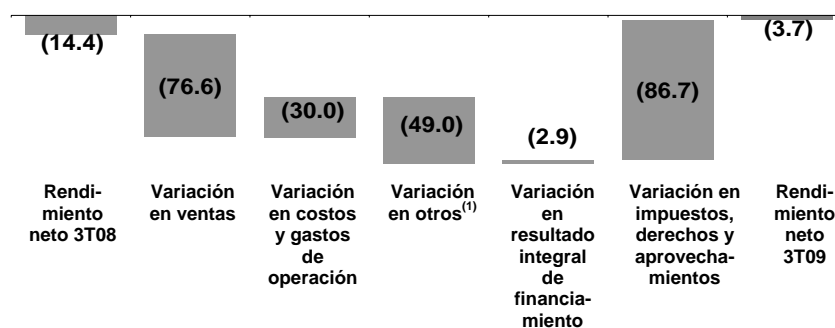 (14.4)
(76.6)
(30.0)
(49.0)
(2.9)
(86.7)
(3.7)
Rendi-
miento
neto 3T08
Variación
en ventas
Variación
en costos
y gastos
de
operación
Variación
en otros(1)
Variación
en
resultado
integral
de
financia-
miento
Variación en
impuestos,
derechos y
aprovecha-
mientos
Rendi-
miento
neto
3T09